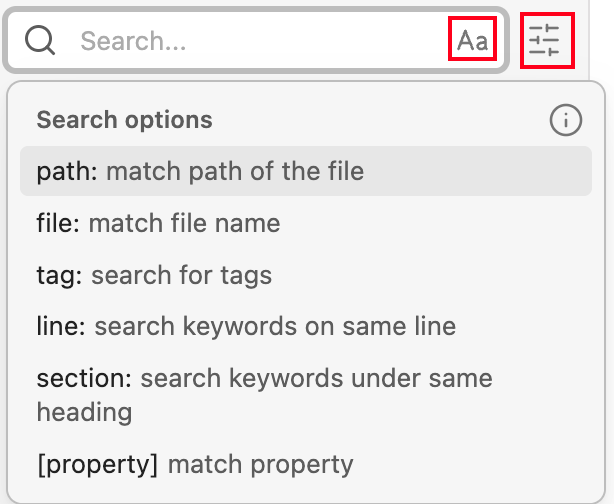 Search...
Aa
Search options
path: match path of the file
file: match file name
tag: search for tags
line: search keywords on same line
section: search keywords under same
heading
[property] match property